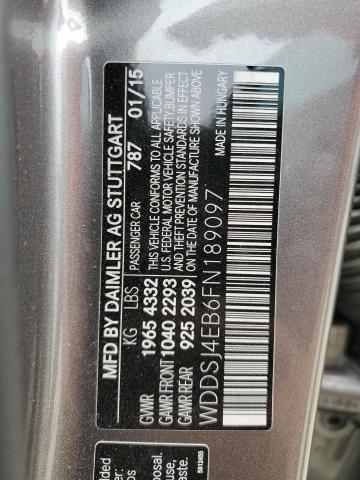 MFD BY DAIMLER AG STUTTGART
PASSENGER CAR 787 01/15
KG LBS
GVWR 1965 4332
GAWR FRONT 1040 2293
GAWR REAR 925 2039
THIS VEHICLE CONFORMS TO ALL APPLICABLE
U.S. FEDERAL MOTOR VEHICLE SAFETY, BUMPER
AND THEFT PREVENTION STANDARDS IN EFFECT
ON THE DATE OF MANUFACTURE SHOWN ABOVE
WDDSJ4EB6FN189097
MADE IN HUNGARY
5813455